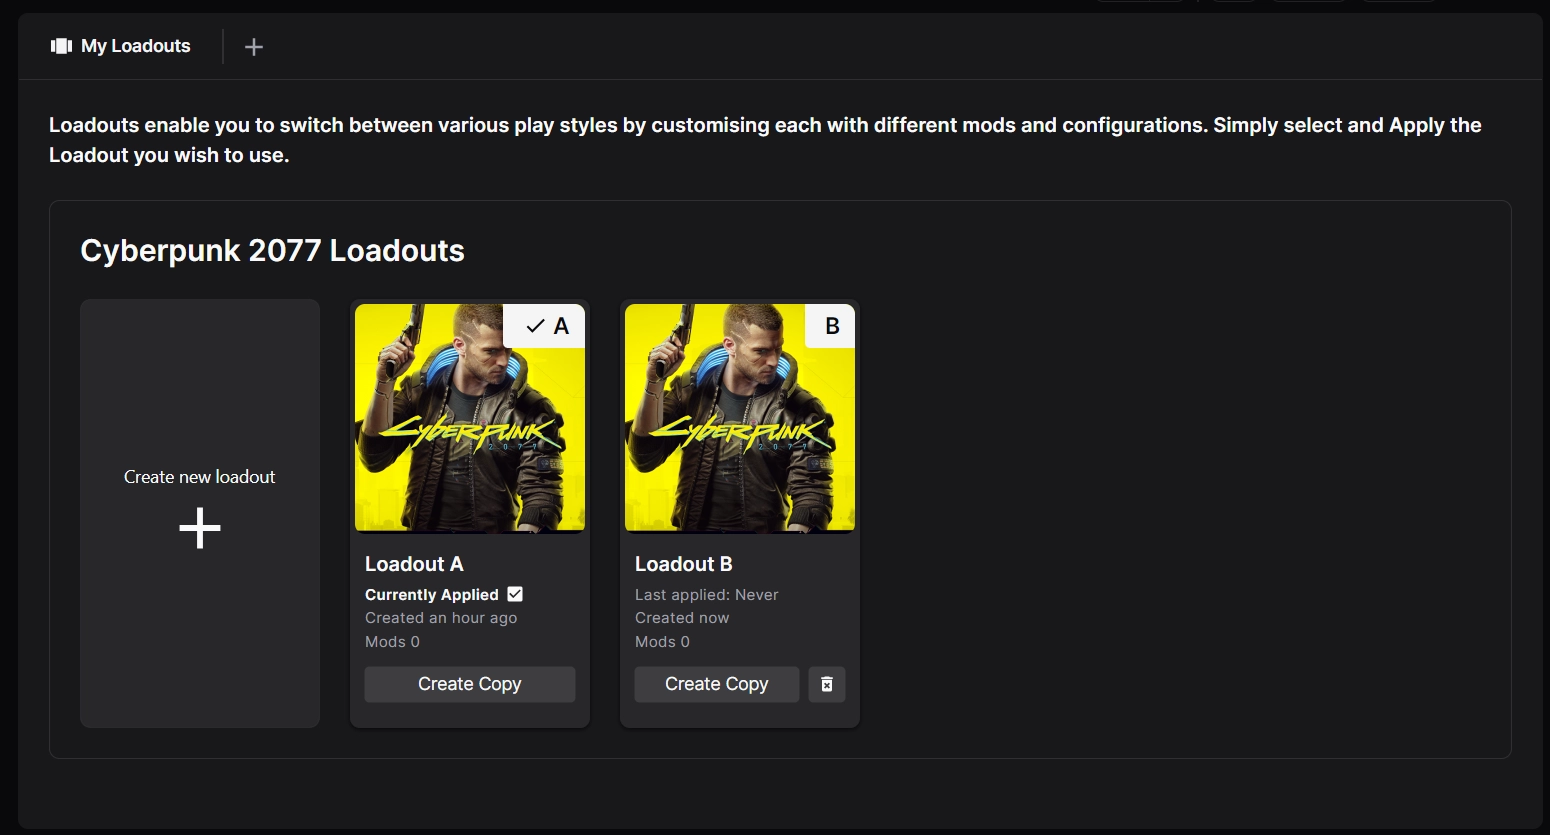 My Loadouts
Loadouts enable you to switch between various play styles by customising each with different mods and configurations. Simply select and Apply the
Loadout you wish to use.
Cyberpunk 2077 Loadouts
Create new loadout
A
CYBERPUNK
2077
Loadout A
Currently Applied
Created an hour ago
Mods 0
Create Copy
B
CYBERPUNK
2077
Loadout B
Last applied: Never
Created now
Mods 0
Create Copy